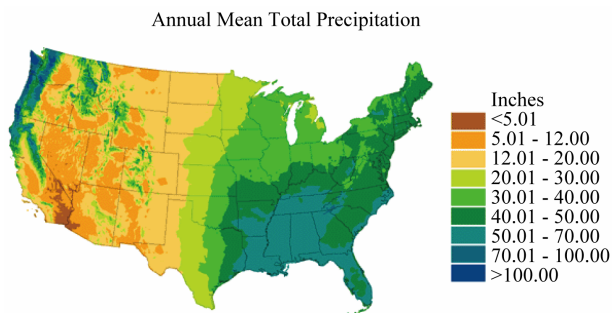 Annual Mean Total Precipitation
Inches
<5.01
5.01 - 12.00
12.01 - 20.00
20.01 - 30.00
30.01 - 40.00
40.01 - 50.00
50.01 - 70.00
70.01 - 100.00
>100.00